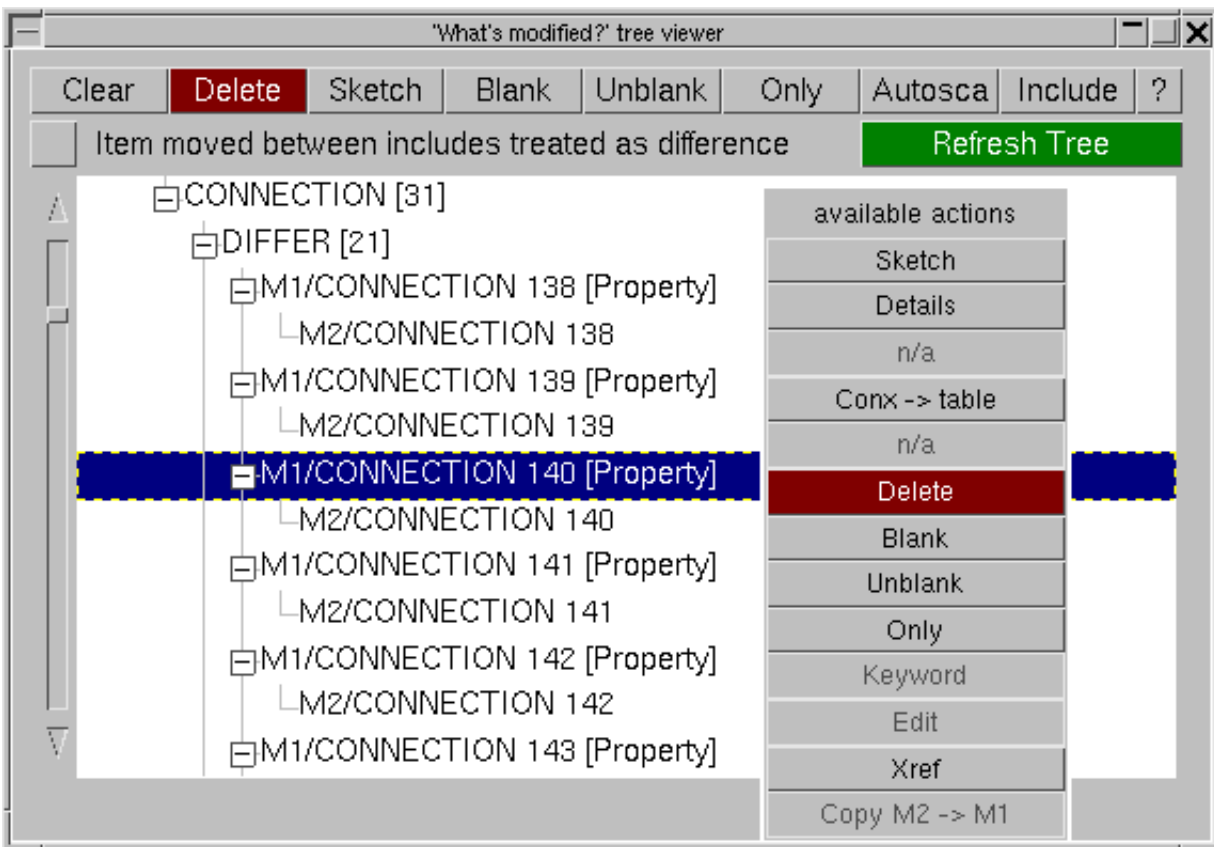 'What's modified?' tree viewer
Clear Delete Sketch Blank Unblank Only Autosca Include ?
Item moved between includes treated as difference Refresh Tree
CONNECTION [31]
DIFFER [21]
M1/CONNECTION 138 [Property]
M2/CONNECTION 138
M1/CONNECTION 139 [Property]
M2/CONNECTION 139
M1/CONNECTION 140 [Property]
M2/CONNECTION 140
M1/CONNECTION 141 [Property]
M2/CONNECTION 141
M1/CONNECTION 142 [Property]
M2/CONNECTION 142
M1/CONNECTION 143 [Property]
available actions
Sketch
Details
n/a
Conx -> table
n/a
Delete
Blank
Unblank
Only
Keyword
Edit
Xref
Copy M2 -> M1